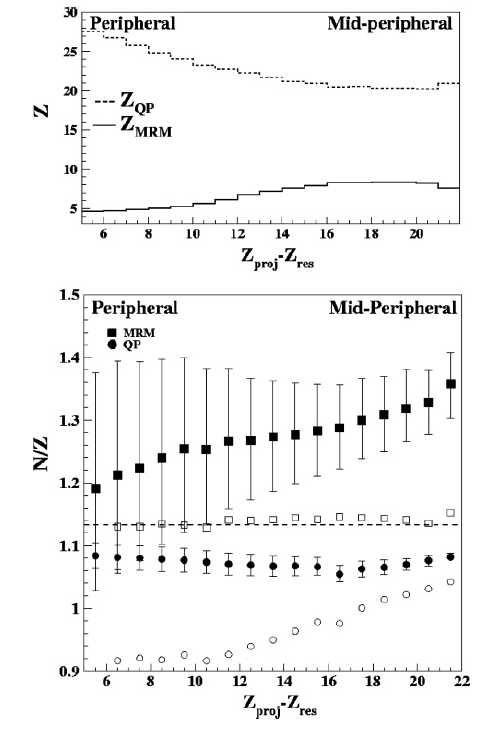 30
Peripheral Mid-peripheral
25
20
Z
15
10
5
Z_QP
Z_MRM
6 8 10 12 14 16 18 20
Z_proj-Z_res
1.5
Peripheral Mid-Peripheral
MRM
QP
1.4
1.3
N/Z
1.2
1.1
1
0.9
6 8 10 12 14 16 18 20 22
Z_proj-Z_res